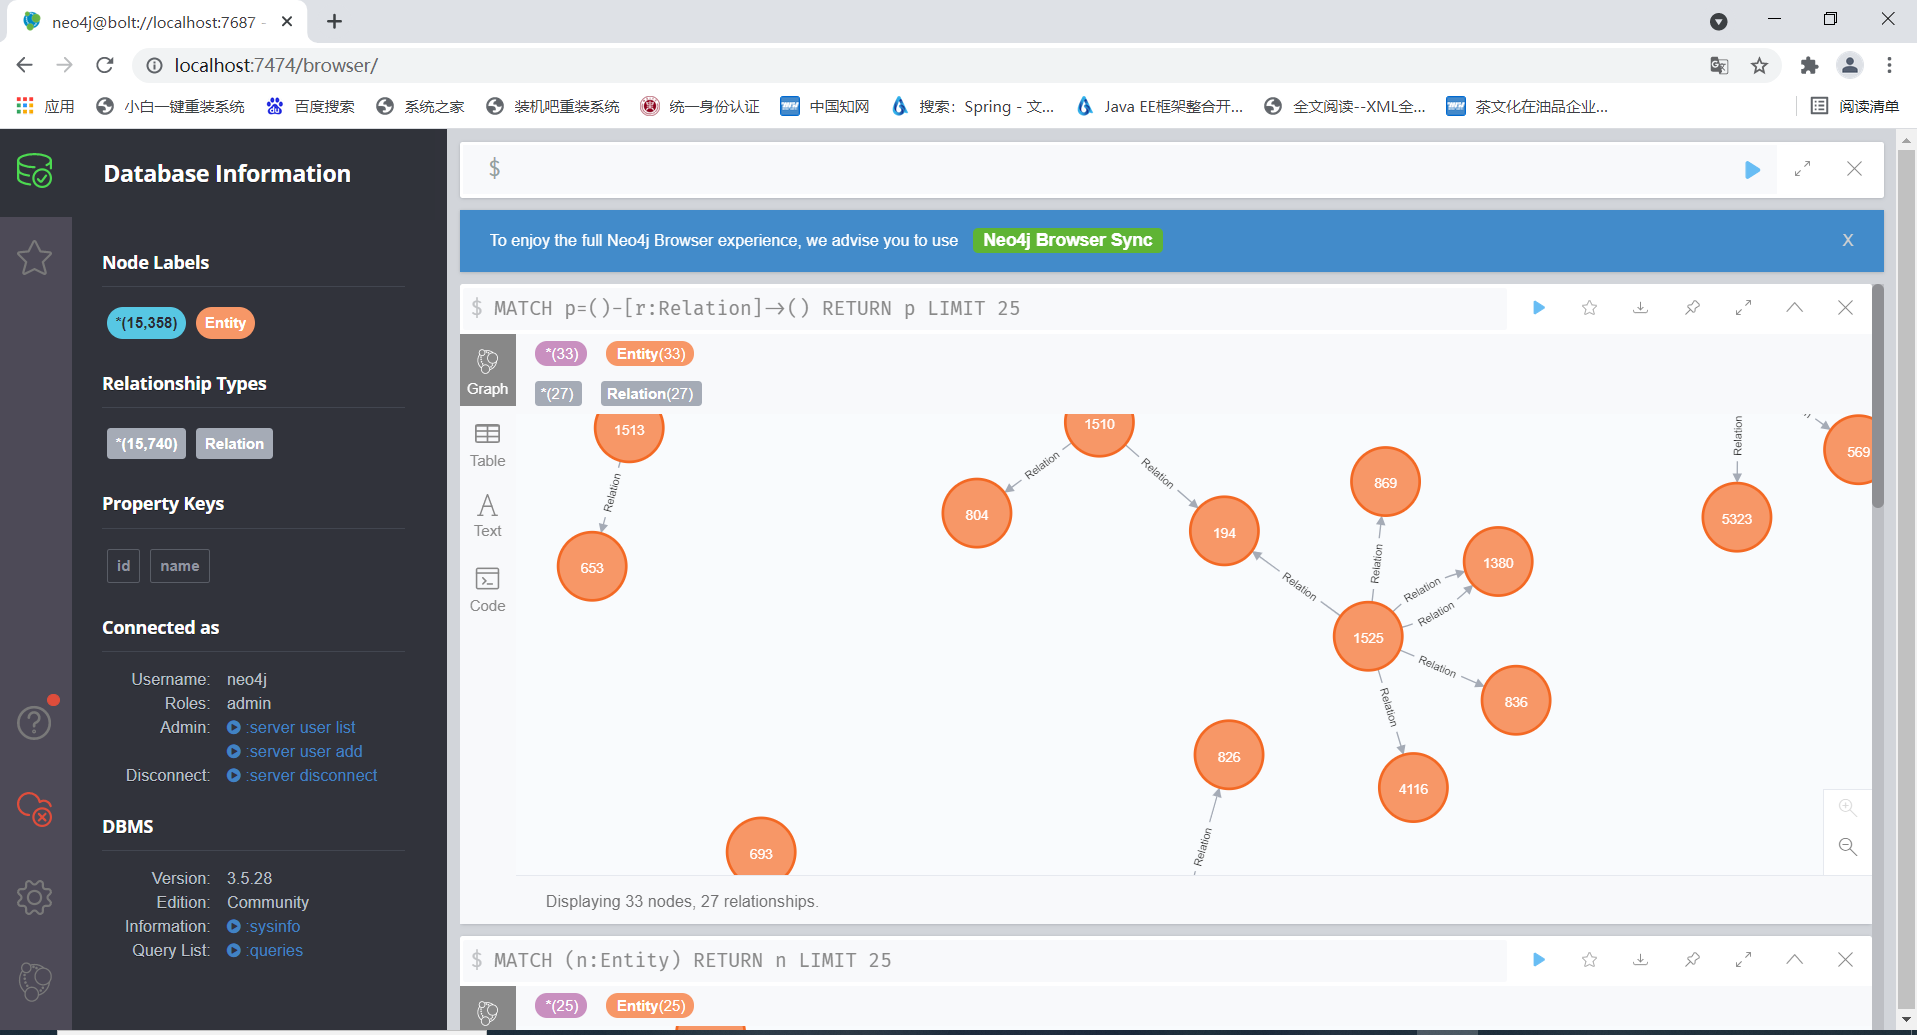 neo4j@bolt://localhost:7687 -
localhost:7474/browser/
应用 小白一键重装系统 百度搜索 系统之家 装机吧重装系统 统一身份认证 中国知网 搜索：Spring - 文... Java EE框架整合开... 全文阅读--XML全... 茶文化在油品企业... 阅读清单
Database Information
Node Labels
*(15,358) Entity
Relationship Types
*(15,740) Relation
Property Keys
id name
Connected as
Username: neo4j
Roles: admin
Admin: :server user list
:server user add
Disconnect: :server disconnect
DBMS
Version: 3.5.28
Edition: Community
Information: :sysinfo
Query List: :queries
$
To enjoy the full Neo4j Browser experience, we advise you to use Neo4j Browser Sync X
$ MATCH p=()-[r:Relation]->() RETURN p LIMIT 25
Graph
Table
Text
Code
*(33) Entity(33)
*(27) Relation(27)
1513
Relation
653
1510
Relation
804
Relation
194
Relation
869
Relation
1380
Relation
Relation
1525
Relation
836
Relation
4116
826
Relation
693
Relation
5323
569
Displaying 33 nodes, 27 relationships.
$ MATCH (n:Entity) RETURN n LIMIT 25
*(25) Entity(25)